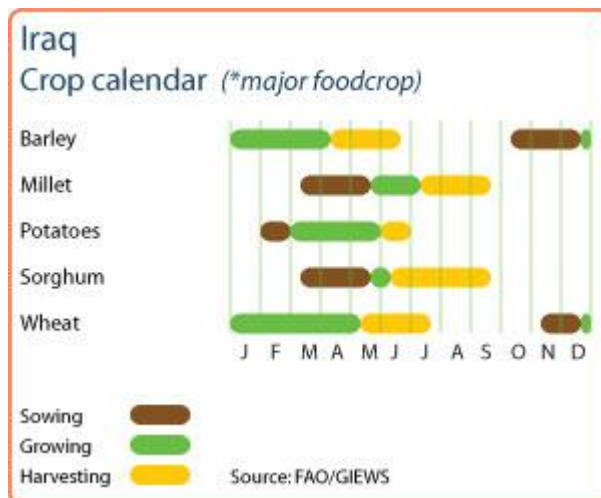 Iraq
Crop calendar (*major foodcrop)
Barley
Millet
Potatoes
Sorghum
Wheat
J F M A M J J A S O N D
Sowing
Growing
Harvesting
Source: FAO/GIEWS